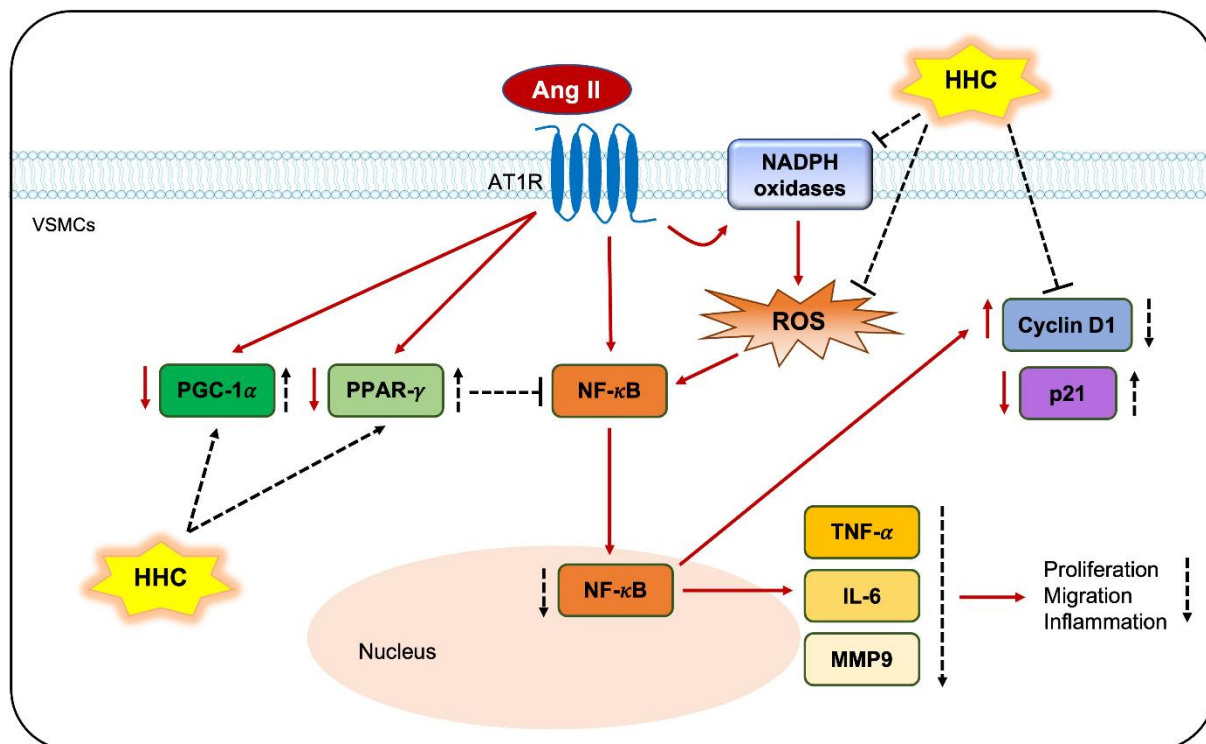 Ang II
HHC
NADPH
oxidases
AT1R
VSMCs
ROS
Cyclin D1
PGC-1α
PPAR-γ
NF-κB
p21
TNF-α
HHC
NF-κB
IL-6
Proliferation
Migration
Inflammation
Nucleus
MMP9